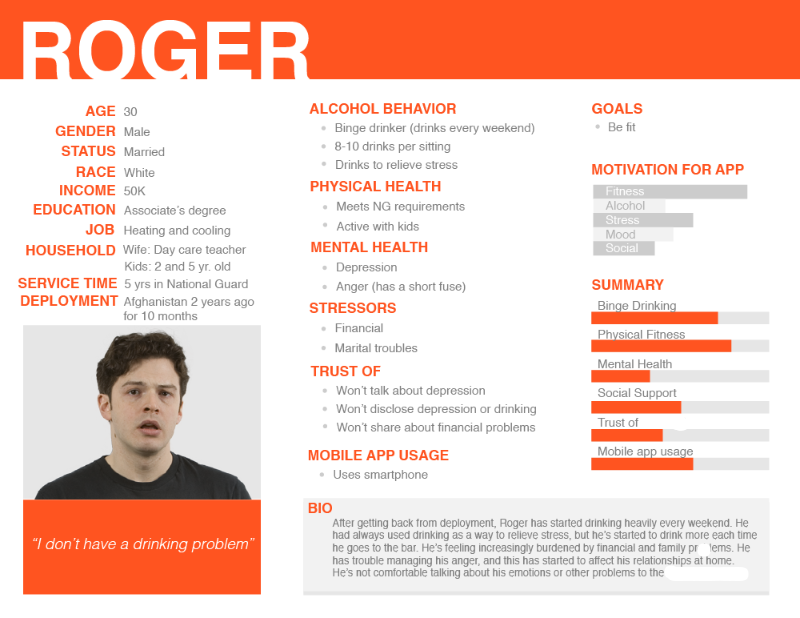 ROGER
AGE 30
GENDER Male
STATUS Married
RACE White
INCOME 50K
EDUCATION Associate's degree
JOB Heating and cooling
HOUSEHOLD Wife: Day care teacher
Kids: 2 and 5 yr. old
SERVICE TIME 5 yrs in National Guard
DEPLOYMENT Afghanistan 2 years ago
for 10 months
“I don’t have a drinking problem”
ALCOHOL BEHAVIOR
• Binge drinker (drinks every weekend)
• 8-10 drinks per sitting
• Drinks to relieve stress
PHYSICAL HEALTH
• Meets NG requirements
• Active with kids
MENTAL HEALTH
• Depression
• Anger (has a short fuse)
STRESSORS
• Financial
• Marital troubles
TRUST OF
• Won’t talk about depression
• Won’t disclose depression or drinking
• Won’t share about financial problems
MOBILE APP USAGE
• Uses smartphone
GOALS
• Be fit
MOTIVATION FOR APP
Fitness
Alcohol
Stress
Mood
Social
SUMMARY
Binge Drinking
Physical Fitness
Mental Health
Social Support
Trust of
Mobile app usage
BIO
After getting back from deployment, Roger has started drinking heavily every weekend. He
had always used drinking as a way to relieve stress, but he’s started to drink more each time
he goes to the bar. He’s feeling increasingly burdened by financial and family pr lems. He
has trouble managing his anger, and this has started to affect his relationships at home.
He’s not comfortable talking about his emotions or other problems to the